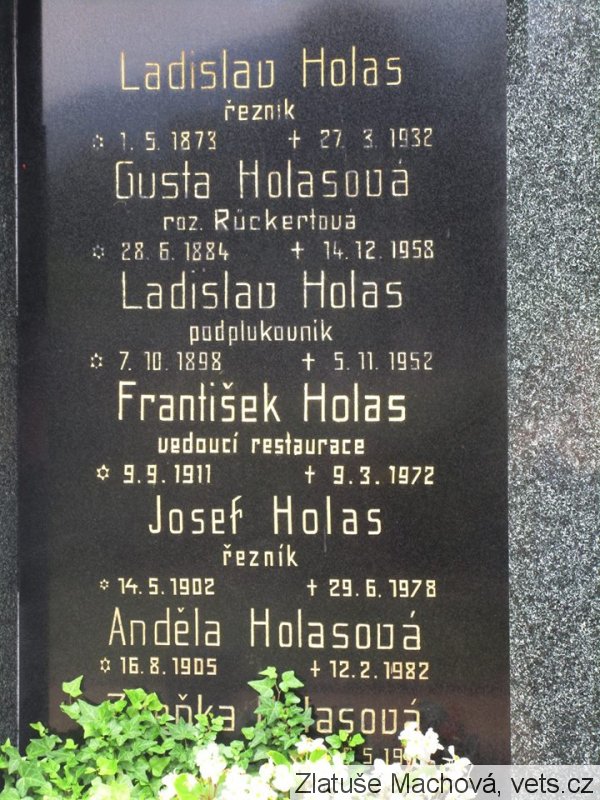 Ladislav Holas
řezník
✡ 1. 5. 1873 + 27. 3. 1932
Gusta Holasová
roz. Rückertová
✡ 28. 6. 1884 + 14. 12. 1958
Ladislav Holas
podplukovník
✡ 7. 10. 1898 + 5. 11. 1952
František Holas
vedoucí restaurace
✡ 9. 9. 1911 + 9. 3. 1972
Josef Holas
řezník
✡ 14. 5. 1902 + 29. 6. 1978
Anděla Holasová
✡ 16. 8. 1905 + 12. 2. 1982
Holasová
Zlatuše Machová, vets.cz